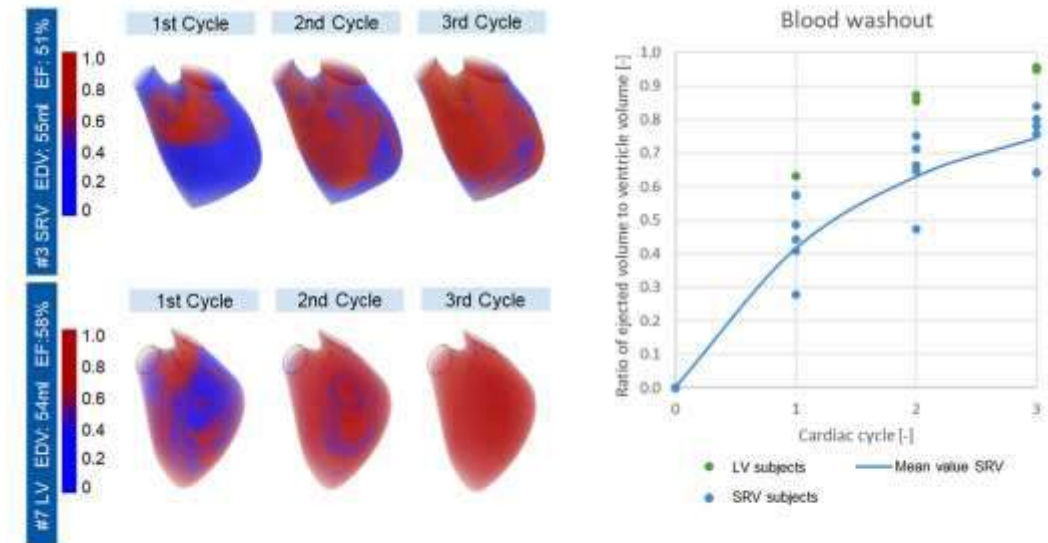 #3 SRV EDV: 55ml EF: 51%
1st Cycle 2nd Cycle 3rd Cycle
1.0
0.8
0.6
0.4
0.2
0
#7 LV EDV: 54ml EF:58%
1st Cycle 2nd Cycle 3rd Cycle
1.0
0.8
0.6
0.4
0.2
0
Blood washout
Ratio of ejected volume to ventricle volume [-]
1.0
0.9
0.8
0.7
0.6
0.5
0.4
0.3
0.2
0.1
0.0
0 1 2 3
Cardiac cycle [-]
LV subjects Mean value SRV
SRV subjects